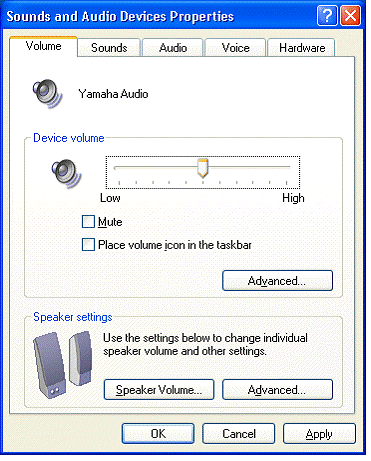 Sounds and Audio Devices Properties
?
Volume Sounds Audio Voice Hardware
Yamaha Audio
Device volume
Low High
Mute
Place volume icon in the taskbar
Advanced...
Speaker settings
Use the settings below to change individual
speaker volume and other settings.
Speaker Volume... Advanced...
OK Cancel Apply